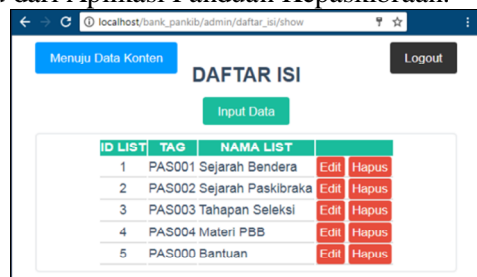 dari Aplikasi Panduan Kepaskibraan.
localhost/bank_pankib/admin/daftar_isi/show
Menuju Data Konten
Logout
DAFTAR ISI
Input Data
ID LIST TAG NAMA LIST
1 PAS001 Sejarah Bendera Edit Hapus
2 PAS002 Sejarah Paskibraka Edit Hapus
3 PAS003 Tahapan Seleksi Edit Hapus
4 PAS004 Materi PBB Edit Hapus
5 PAS000 Bantuan Edit Hapus